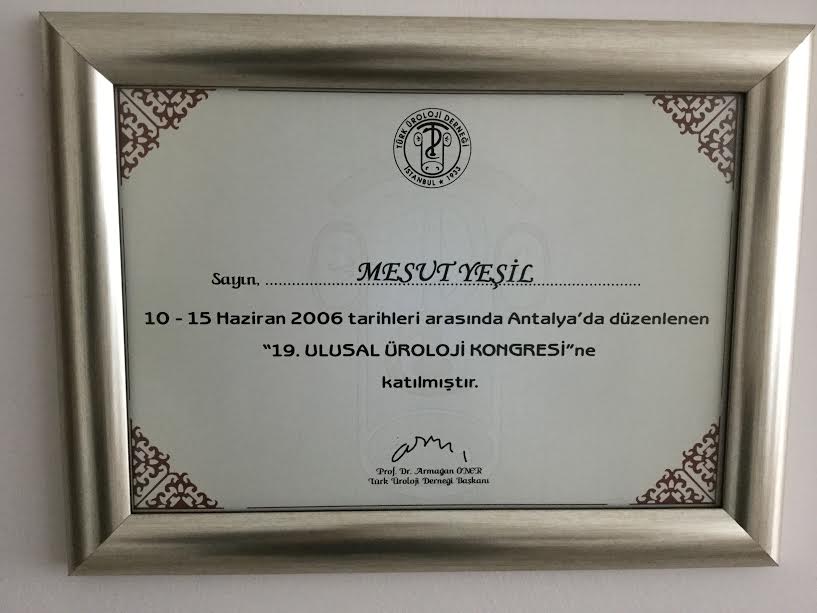 TÜRK ÜROLOJİ DERNEĞİ
İSTANBUL ★ 1933
Sayın, MESUT YEŞİL
10 - 15 Haziran 2006 tarihleri arasında Antalya'da düzenlenen
"19. ULUSAL ÜROLOJİ KONGRESİ"ne
katılmıştır.
Prof. Dr. Armağan ÖNER
Türk Üroloji Derneği Başkanı